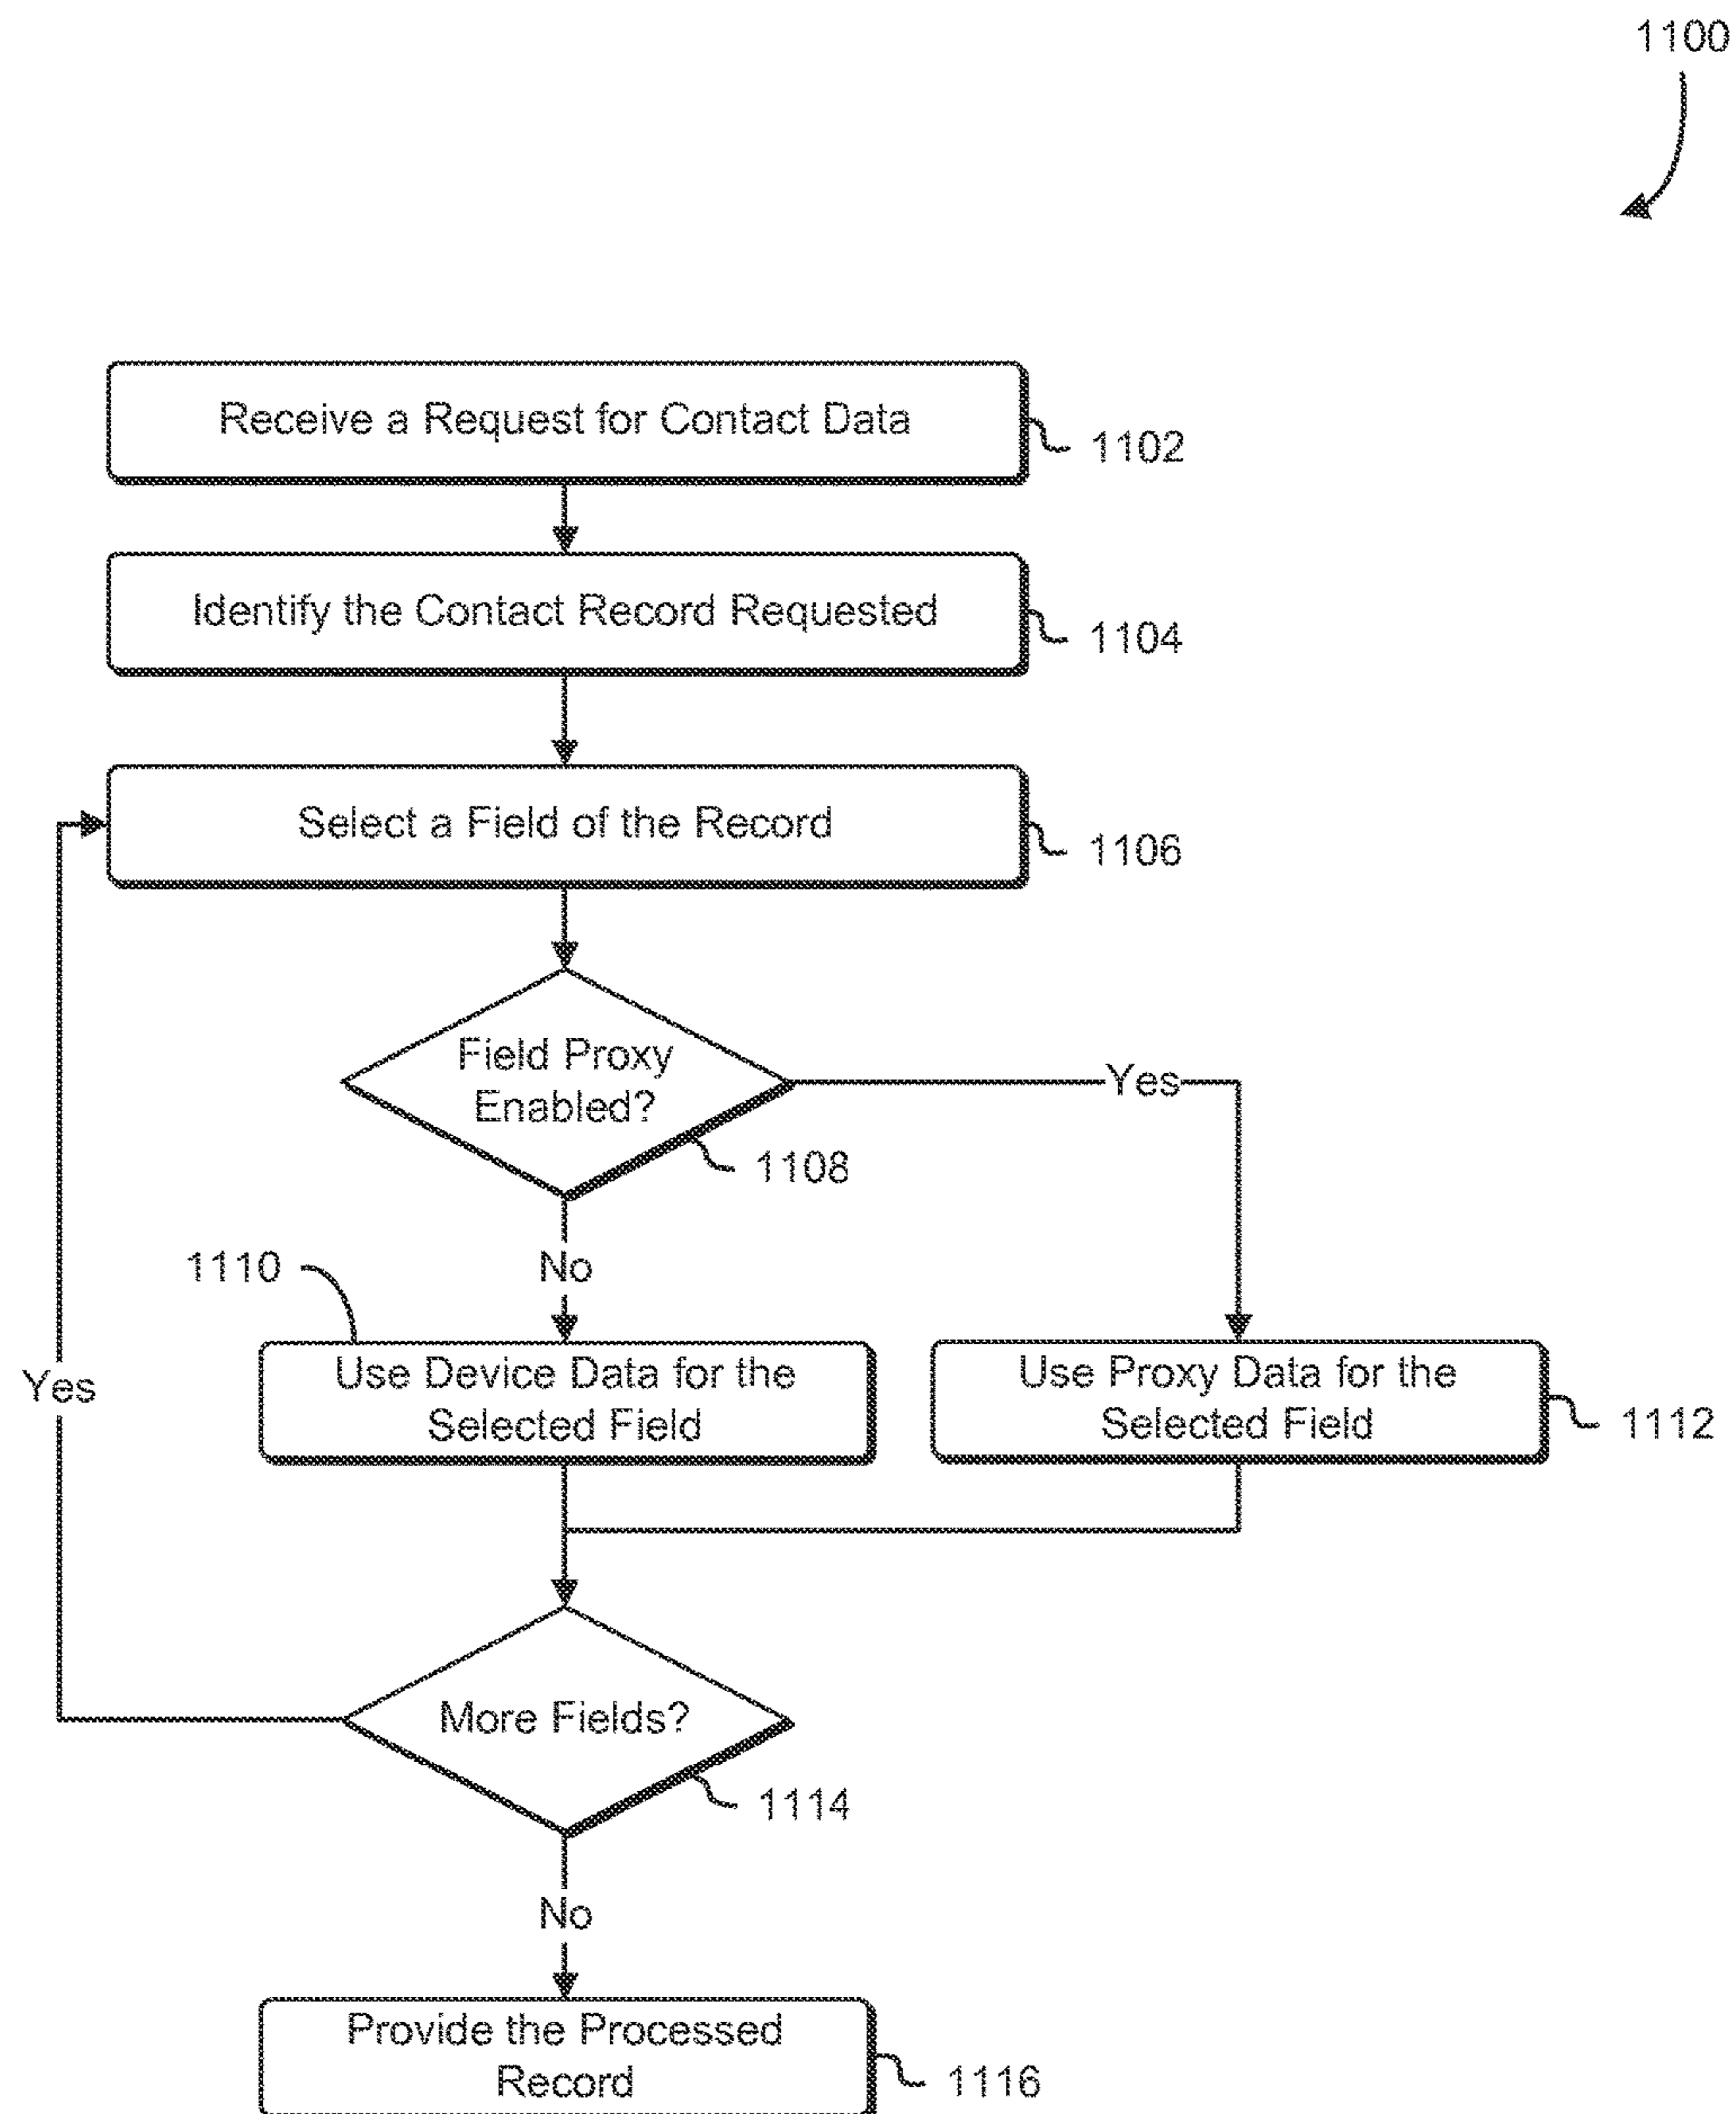 1100
Receive a Request for Contact Data
1102
Identify the Contact Record Requested
1104
Select a Field of the Record
1106
Field Proxy
Enabled?
Yes
1108
1110
No
Use Device Data for the
Selected Field
Use Proxy Data for the
Selected Field
1112
Yes
More Fields?
1114
No
Provide the Processed
Record
1116